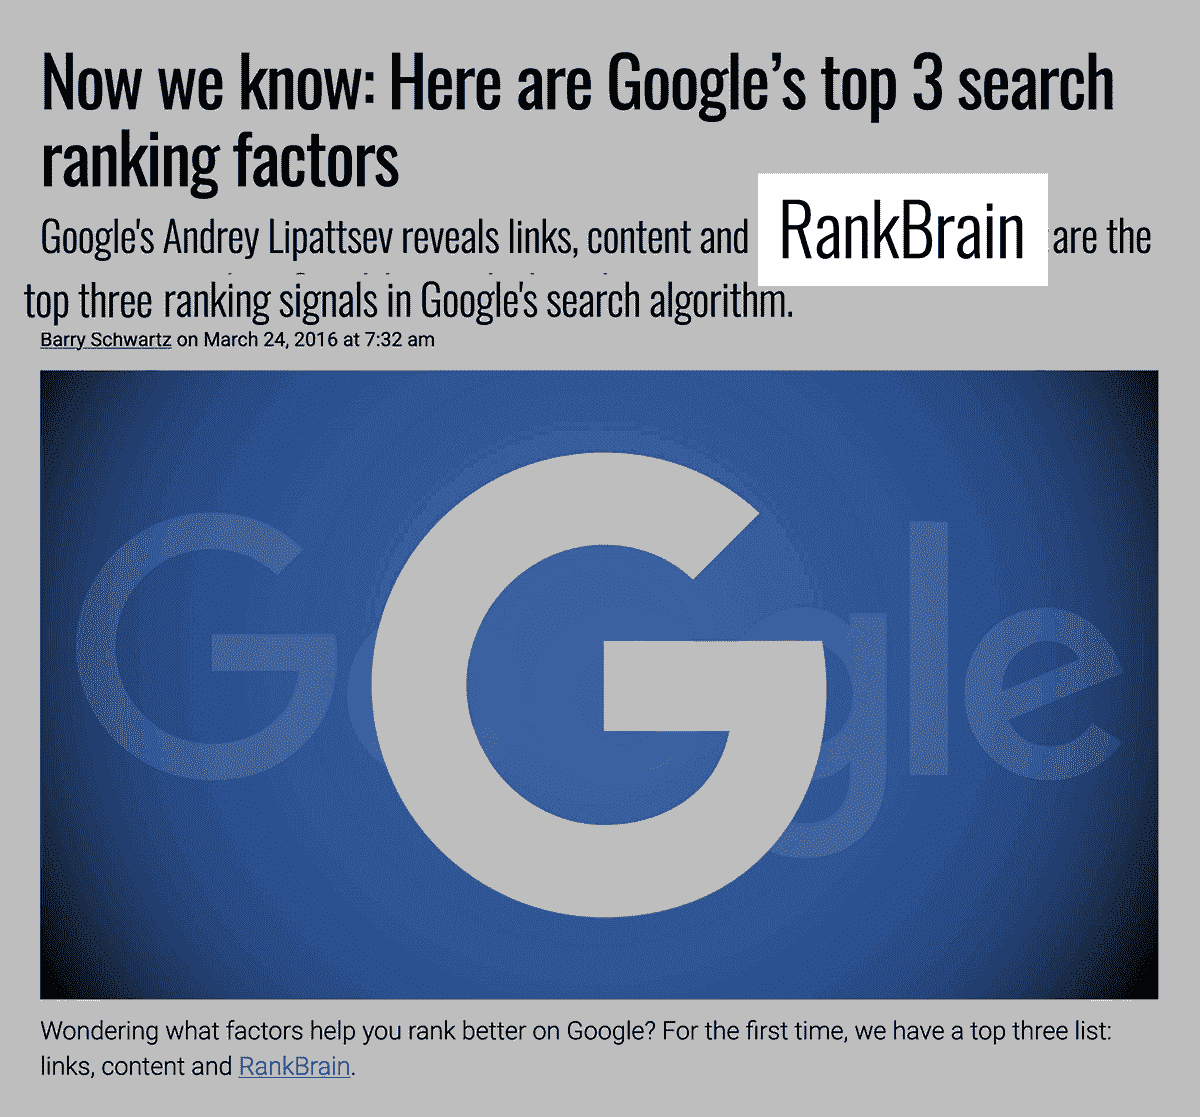 Now we know: Here are Google’s top 3 search
ranking factors
Google's Andrey Lipattsev reveals links, content and RankBrain are the
top three ranking signals in Google's search algorithm.
Barry Schwartz on March 24, 2016 at 7:32 am
Google
G
Wondering what factors help you rank better on Google? For the first time, we have a top three list:
links, content and RankBrain.